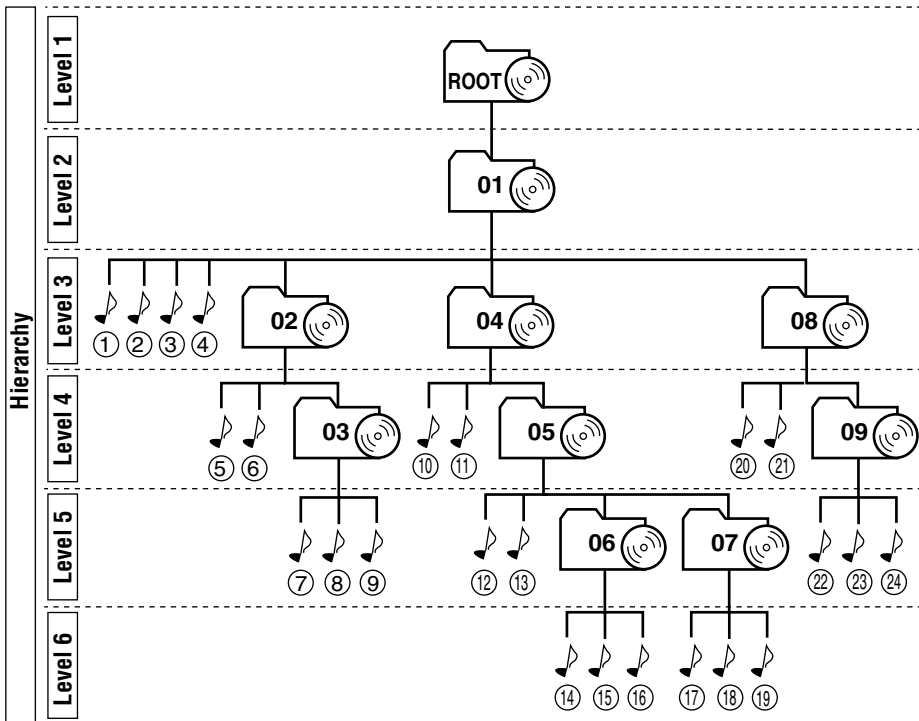 Hierarchy
Level 1
ROOT
Level 2
01
Level 3
① ② ③ ④ 02 04 08
Level 4
⑤ ⑥ 03 ⑩ ⑪ 05 ⑳ ㉑ 09
Level 5
⑦ ⑧ ⑨ ⑫ ⑬ 06 07 ㉒ ㉓ ㉔
Level 6
⑭ ⑮ ⑯ ⑰ ⑱ ⑲